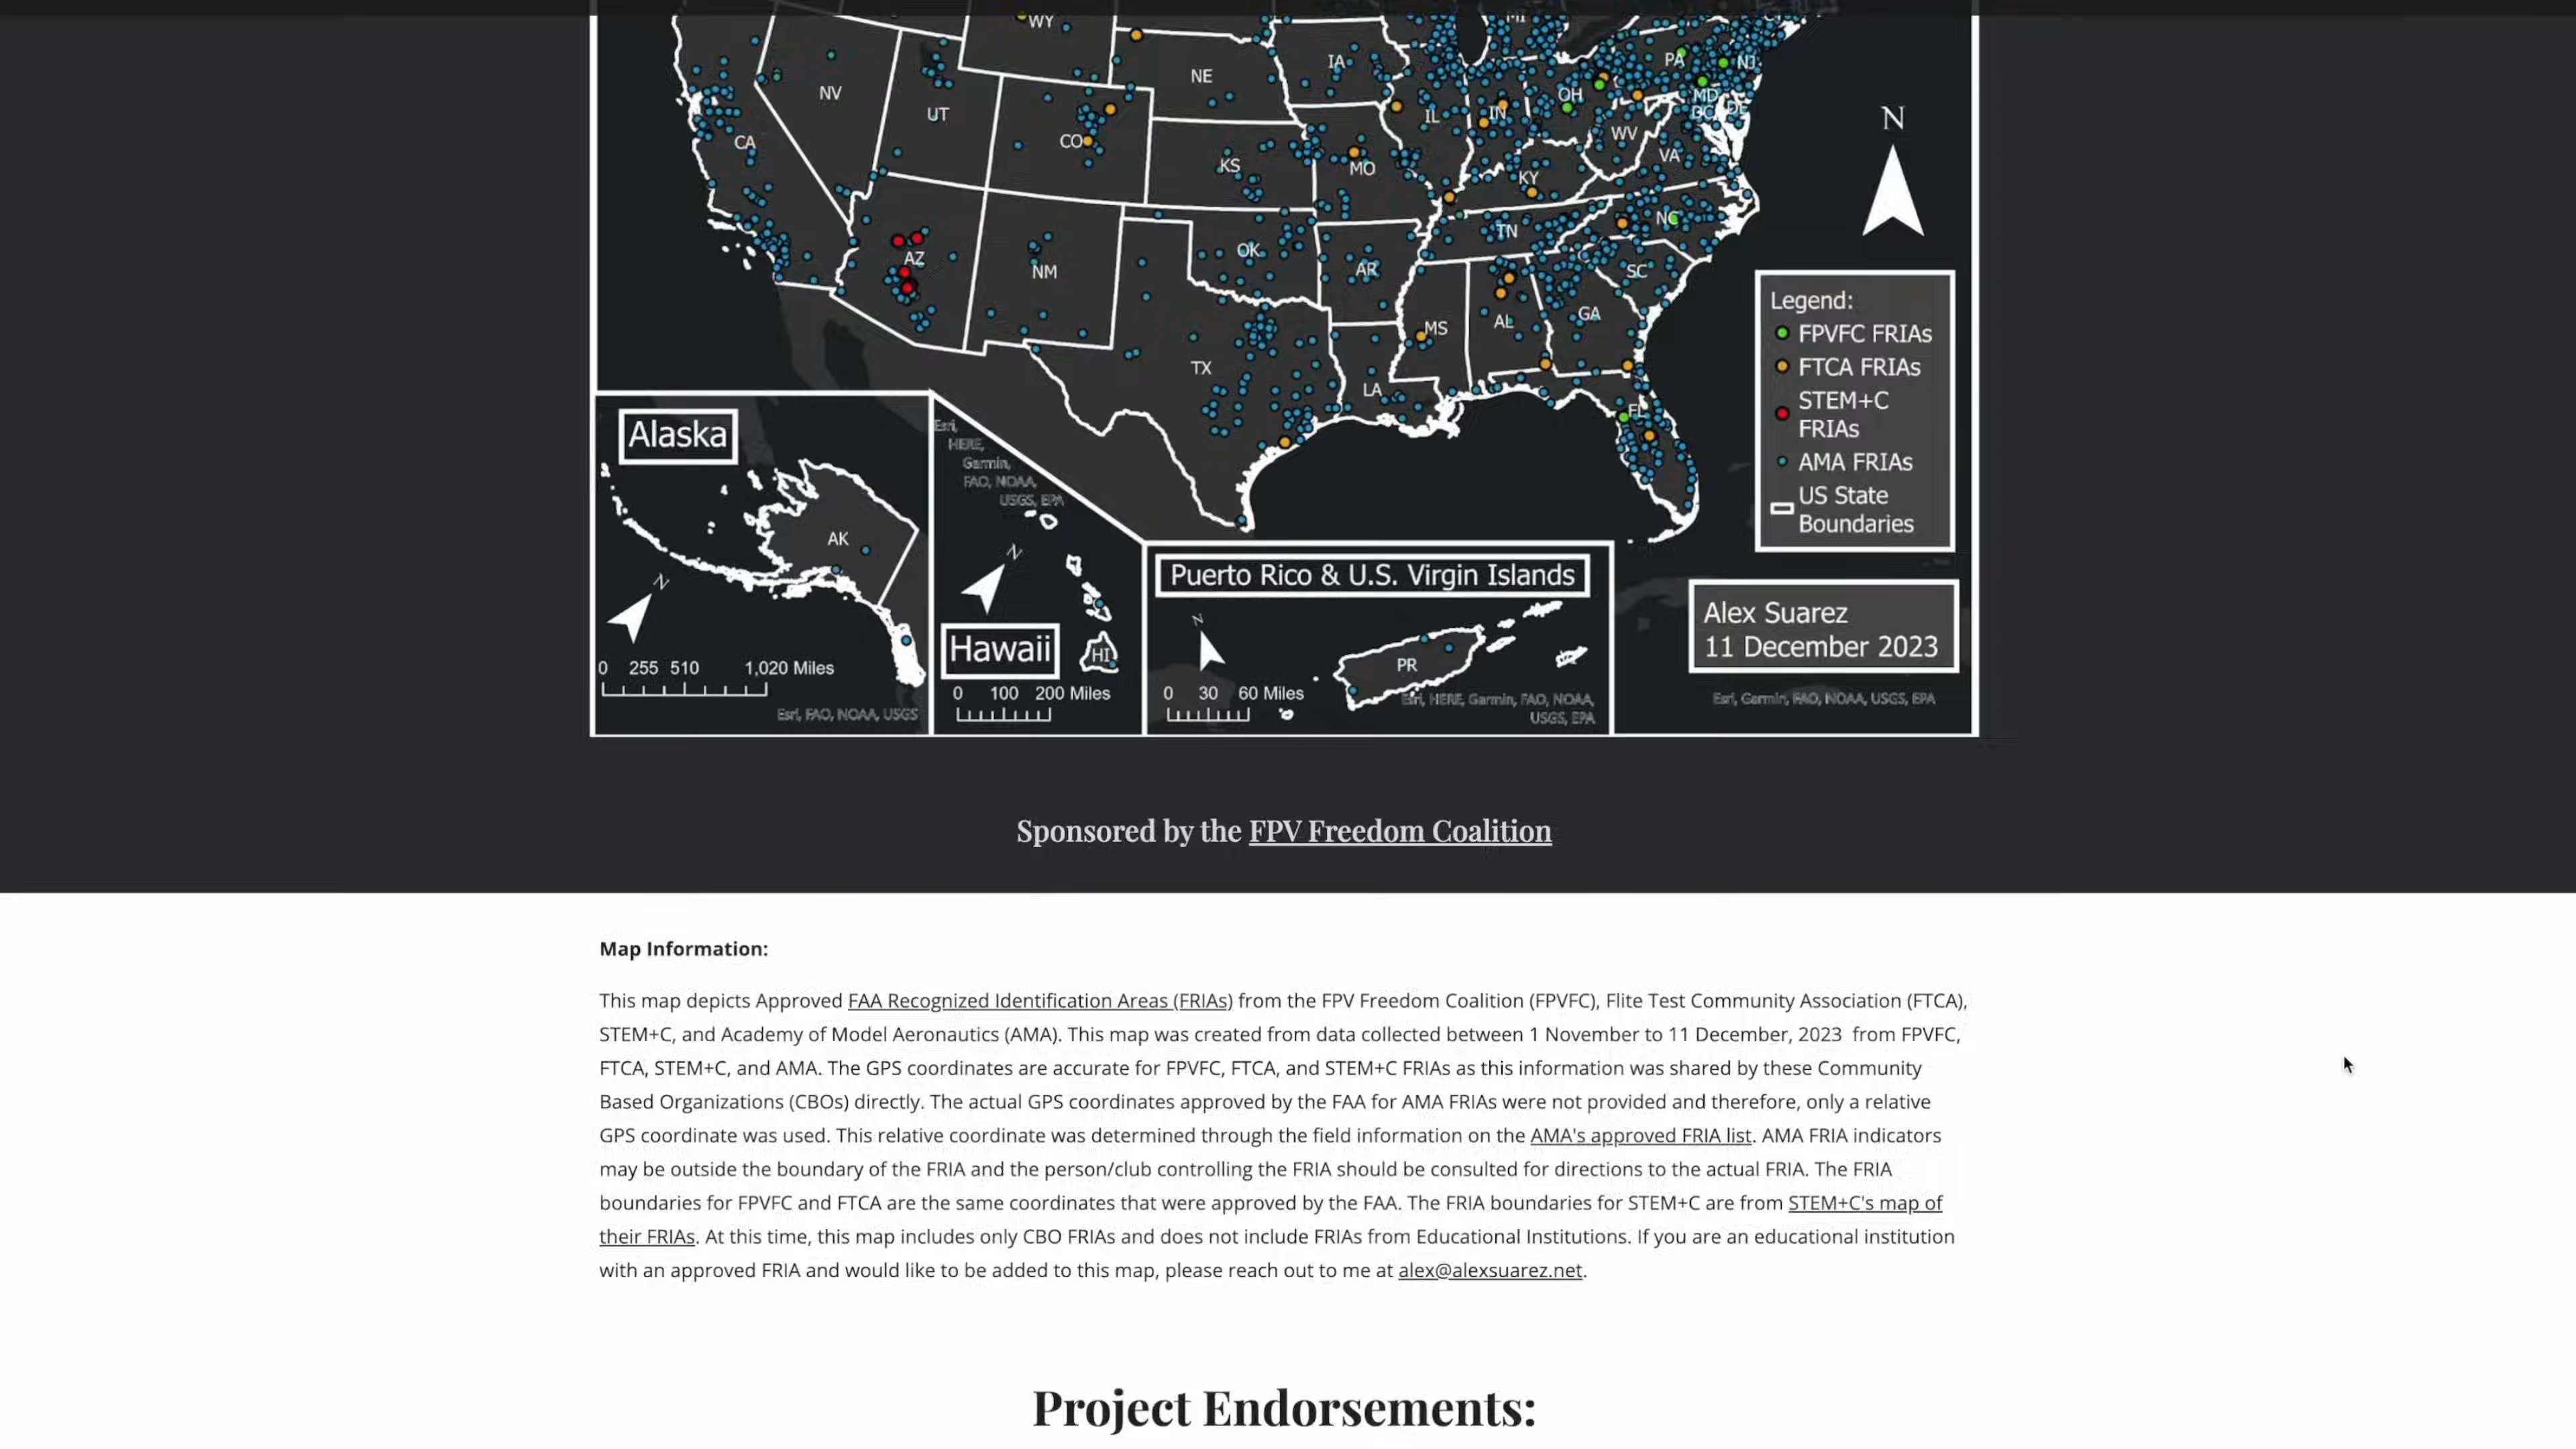 WY
MI
NE
IA
PA
NJ
NV
UT
OH
MD
DE
DC
IL
IN
CO
WV
CA
KS
MO
VA
KY
N
NC
TN
OK
AZ
NM
AR
SC
MS
AL
GA
TX
LA
FL
Legend:
FPVFC FRIAs
FTCA FRIAs
STEM+C
FRIAs
AMA FRIAs
US State
Boundaries
Alaska
AK
N
0 255 510 1,020 Miles
Esri, FAO, NOAA, USGS
Esri,
HERE,
Garmin,
FAO, NOAA,
USGS, EPA
N
Hawaii
HI
0 100 200 Miles
Puerto Rico & U.S. Virgin Islands
N
PR
0 30 60 Miles
Esri, HERE, Garmin, FAO, NOAA,
USGS, EPA
Alex Suarez
11 December 2023
Esri, Garmin, FAO, NOAA, USGS, EPA
Sponsored by the FPV Freedom Coalition
Map Information:
This map depicts Approved FAA Recognized Identification Areas (FRIAs) from the FPV Freedom Coalition (FPVFC), Flite Test Community Association (FTCA),
STEM+C, and Academy of Model Aeronautics (AMA). This map was created from data collected between 1 November to 11 December, 2023 from FPVFC,
FTCA, STEM+C, and AMA. The GPS coordinates are accurate for FPVFC, FTCA, and STEM+C FRIAs as this information was shared by these Community
Based Organizations (CBOs) directly. The actual GPS coordinates approved by the FAA for AMA FRIAs were not provided and therefore, only a relative
GPS coordinate was used. This relative coordinate was determined through the field information on the AMA's approved FRIA list. AMA FRIA indicators
may be outside the boundary of the FRIA and the person/club controlling the FRIA should be consulted for directions to the actual FRIA. The FRIA
boundaries for FPVFC and FTCA are the same coordinates that were approved by the FAA. The FRIA boundaries for STEM+C are from STEM+C's map of
their FRIAs. At this time, this map includes only CBO FRIAs and does not include FRIAs from Educational Institutions. If you are an educational institution
with an approved FRIA and would like to be added to this map, please reach out to me at alex@alexsuarez.net.
Project Endorsements: